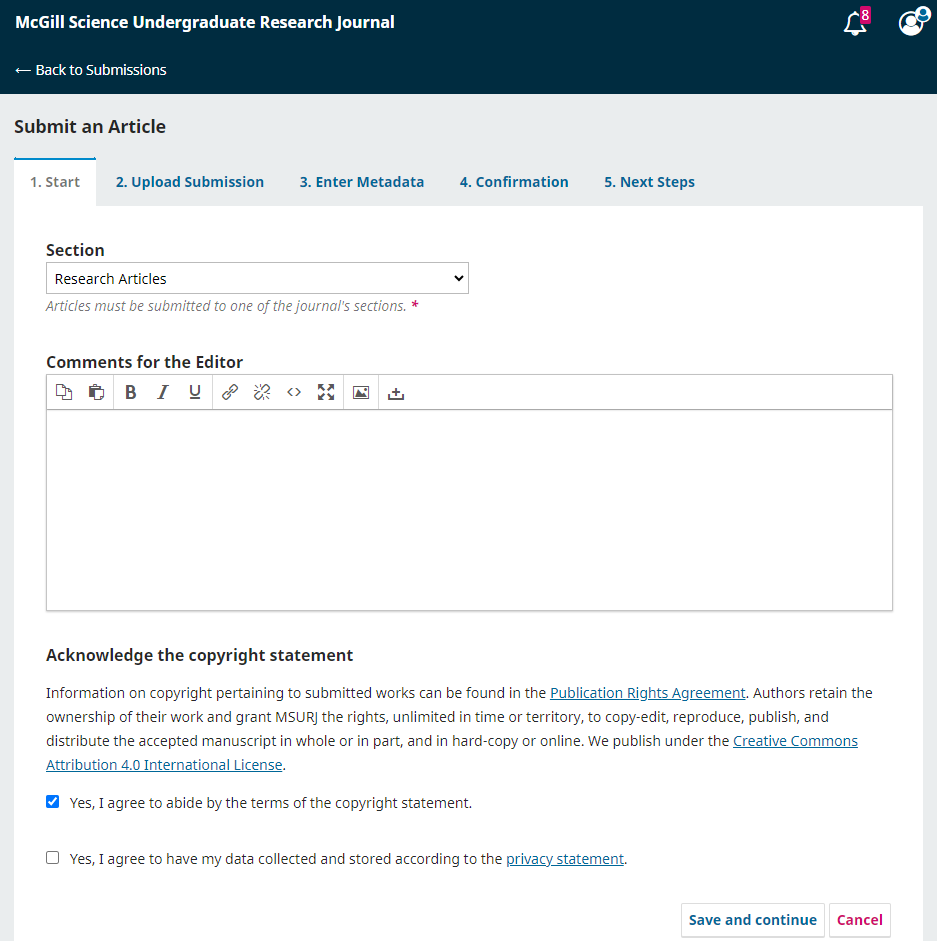 McGill Science Undergraduate Research Journal
8
← Back to Submissions
Submit an Article
1. Start 2. Upload Submission 3. Enter Metadata 4. Confirmation 5. Next Steps
Section
Research Articles
Articles must be submitted to one of the journal's sections. *
Comments for the Editor
B I U
Acknowledge the copyright statement
Information on copyright pertaining to submitted works can be found in the Publication Rights Agreement. Authors retain the
ownership of their work and grant MSURJ the rights, unlimited in time or territory, to copy-edit, reproduce, publish, and
distribute the accepted manuscript in whole or in part, and in hard-copy or online. We publish under the Creative Commons
Attribution 4.0 International License.
Yes, I agree to abide by the terms of the copyright statement.
Yes, I agree to have my data collected and stored according to the privacy statement.
Save and continue Cancel